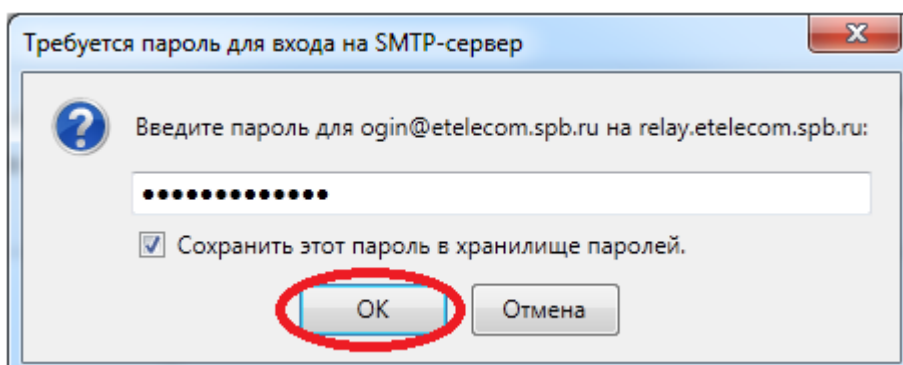 Требуется пароль для входа на SMTP-сервер
Введите пароль для ogin@etelecom.spb.ru на relay.etelecom.spb.ru:
•••••••••••••
Сохранить этот пароль в хранилище паролей.
ОК Отмена